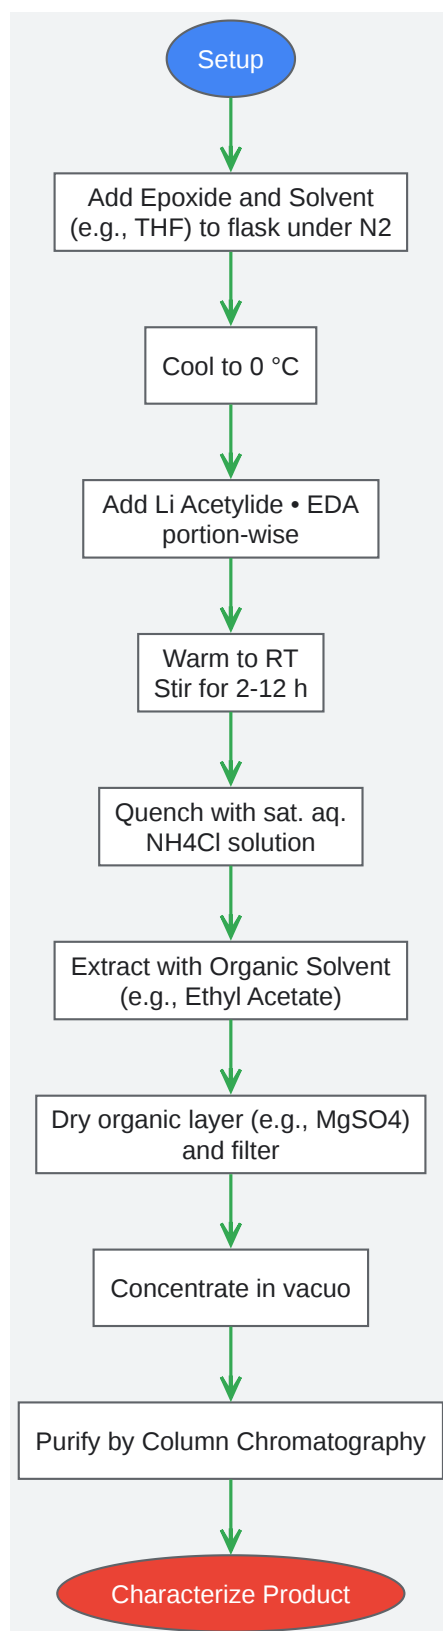 Setup
Add Epoxide and Solvent
(e.g., THF) to flask under N2
Cool to 0 °C
Add Li Acetylide • EDA
portion-wise
Warm to RT
Stir for 2-12 h
Quench with sat. aq.
NH4Cl solution
Extract with Organic Solvent
(e.g., Ethyl Acetate)
Dry organic layer (e.g., MgSO4)
and filter
Concentrate in vacuo
Purify by Column Chromatography
Characterize Product